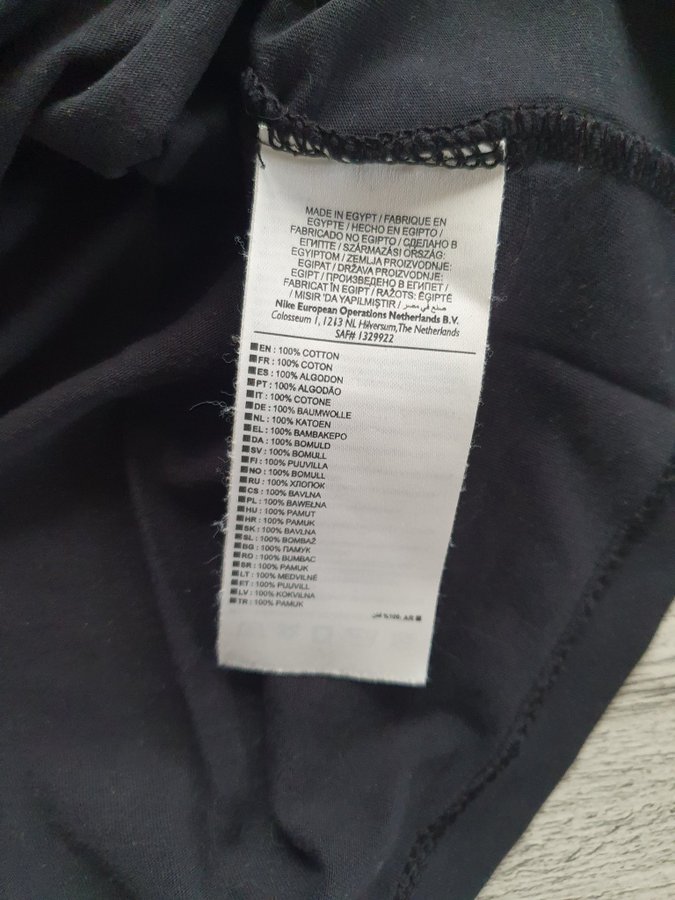 MADE IN EGYPT / FABRIQUE EN
EGYPTE / HECHO EN EGIPTO /
FABRICADO NO EGIPTO / СДЕЛАНО В
ЕГИПТЕ / SZÁRMAZÁSI ORSZÁG:
EGYIPTOM / ZEMLJA PROIZVODNJE:
EGIPAT / DRŽAVA PROIZVODNJE:
EGIPT / ПРОИЗВЕДЕНО В ЕГИПЕТ /
FABRICAT ÎN EGIPT / RAŽOTS: ĒĢIPTĒ
/ MISIR 'DA YAPILMIŞTIR / صنع في مصر
Nike European Operations Netherlands B.V.
Colosseum 1, 1213 NL Hilversum, The Netherlands
SAF# 1329922
EN : 100% COTTON
FR : 100% COTON
ES : 100% ALGODON
PT : 100% ALGODÃO
IT : 100% COTONE
DE : 100% BAUMWOLLE
NL : 100% KATOEN
EL : 100% ΒΑΜΒΑΚΕΡΟ
DA : 100% BOMULD
SV : 100% BOMULL
FI : 100% PUUVILLA
NO : 100% BOMULL
RU : 100% ХЛОПОК
CS : 100% BAVLNA
PL : 100% BAWEŁNA
HU : 100% PAMUT
HR : 100% PAMUK
SK : 100% BAVLNA
SL : 100% BOMBAŽ
BG : 100% ПАМУК
RO : 100% BUMBAC
SR : 100% PAMUK
LT : 100% MEDVILNĖ
ET : 100% PUUVILL
LV : 100% KOKVILNA
TR : 100% PAMUK
AR :100%